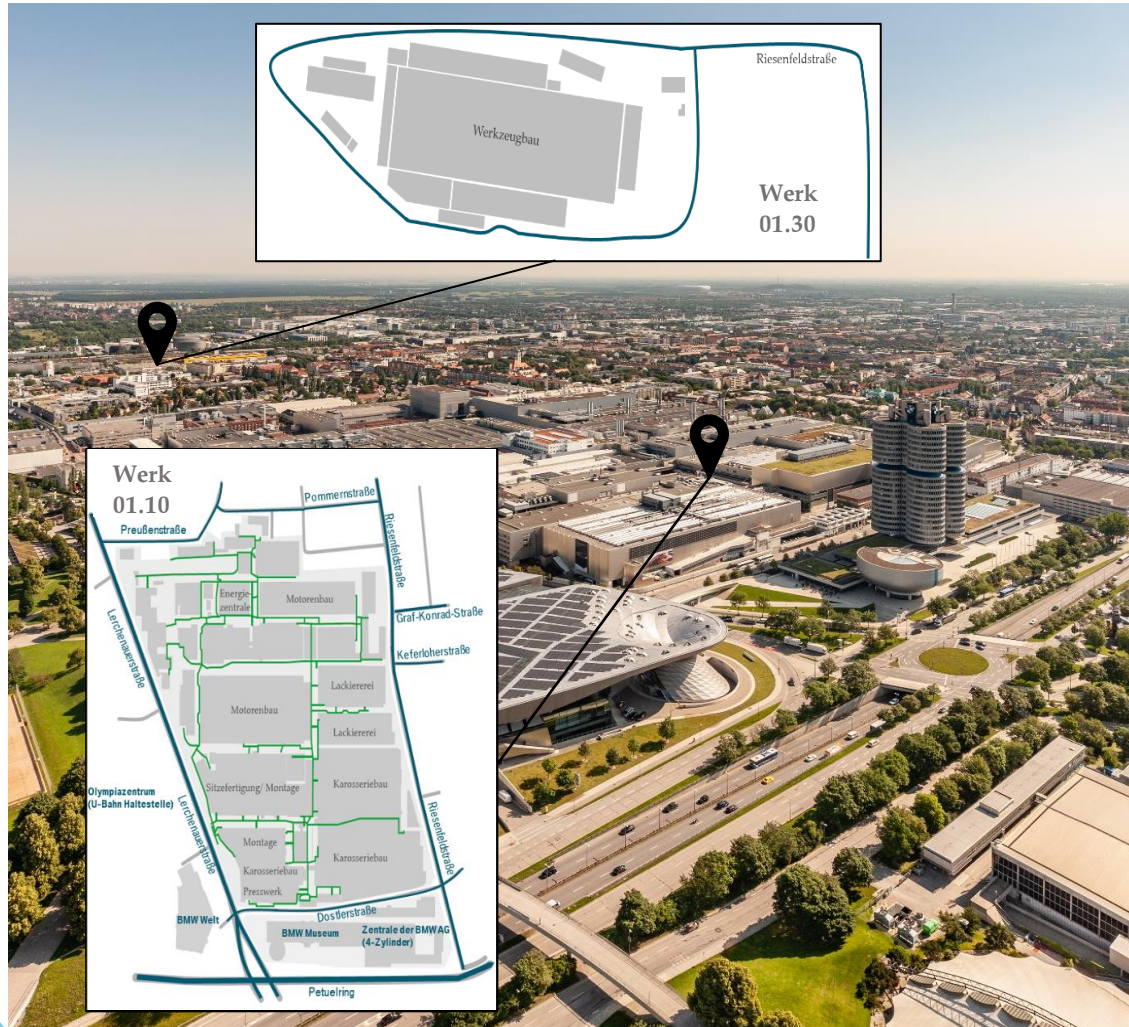 Riesenfeldstraße
Werkzeugbau
Werk
01.30
Werk
01.10
Pommernstraße
Preußenstraße
Riesenfeldstraße
Energie-
zentrale
Motorenbau
Graf-Konrad-Straße
Keferloherstraße
Lerchenauerstraße
Lackiererei
Motorenbau
Lackiererei
Sitzefertigung/ Montage
Karosseriebau
Olympiazentrum
(U-Bahn Haltestelle)
Lerchenauerstraße
Riesenfeldstraße
Montage
Karosseriebau
Karosseriebau
Presswerk
Dostlerstraße
BMW Welt
BMW Museum
Zentrale der BMW AG
(4-Zylinder)
Petuelring